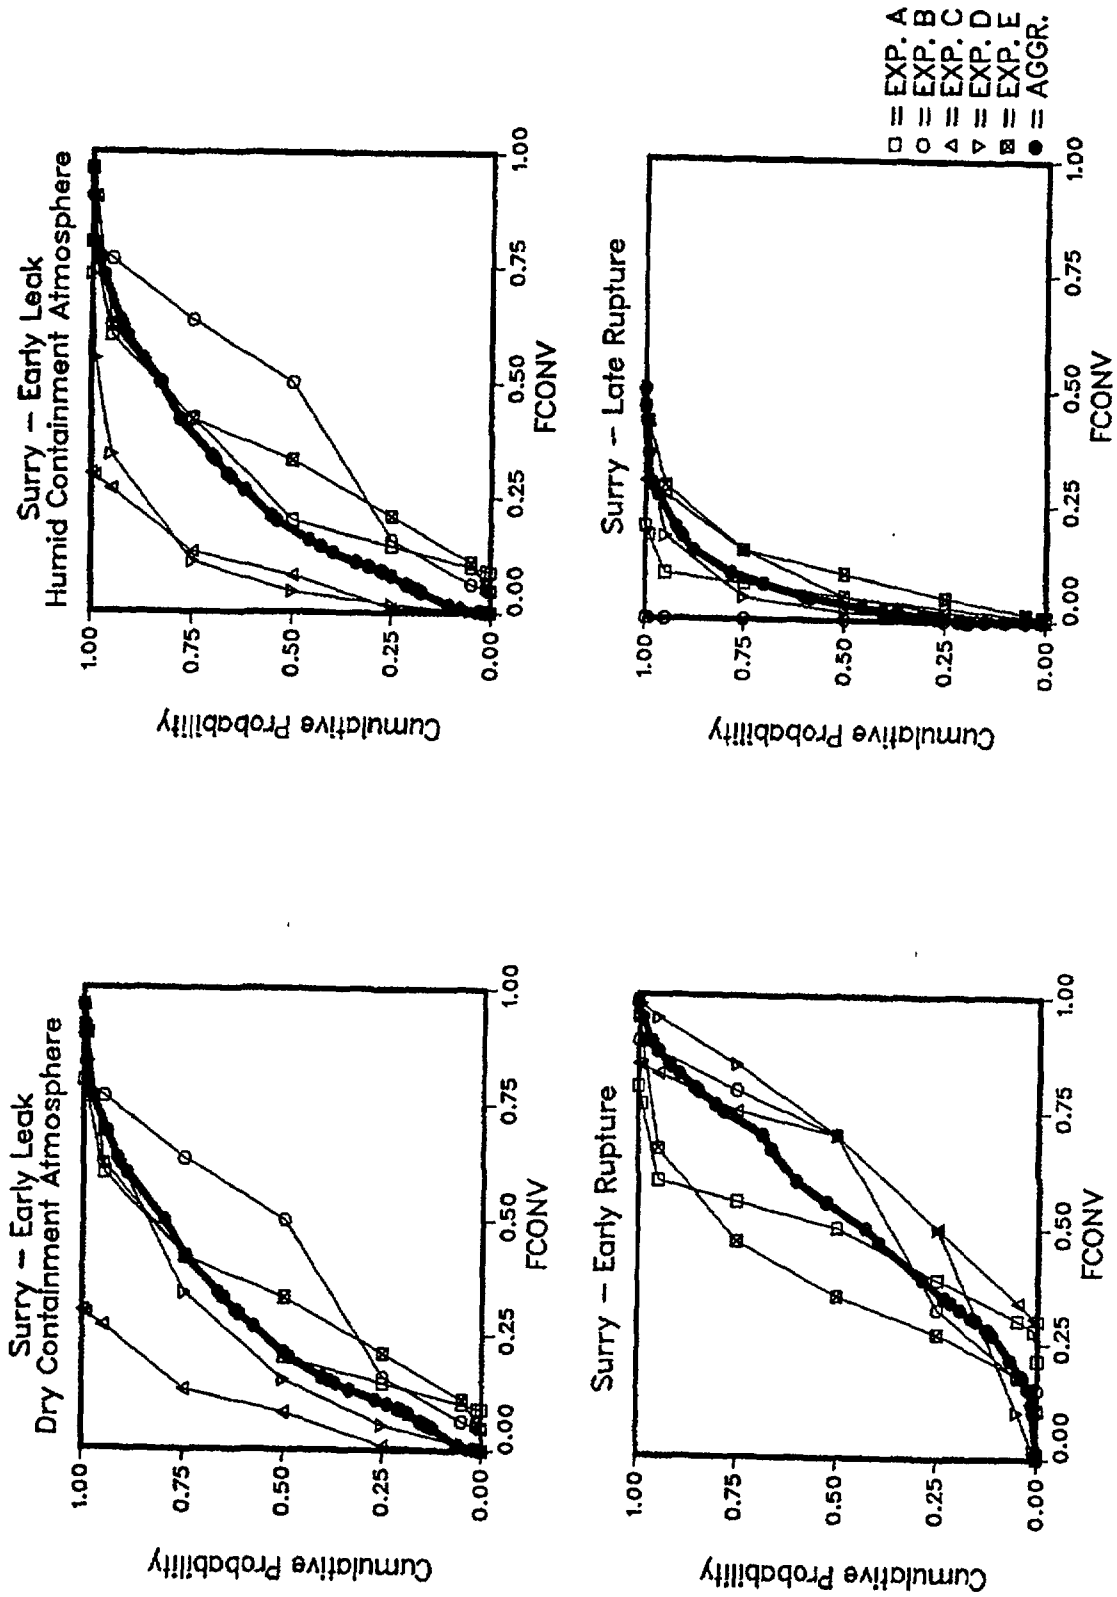 Surry — Early Leak
Dry Containment Atmosphere
Cumulative Probability
1.00
0.75
0.50
0.25
0.00
0.00 0.25 0.50 0.75 1.00
FCONV
Surry — Early Leak
Humid Containment Atmosphere
Cumulative Probability
1.00
0.75
0.50
0.25
0.00
0.00 0.25 0.50 0.75 1.00
FCONV
Surry — Early Rupture
Cumulative Probability
1.00
0.75
0.50
0.25
0.00
0.00 0.25 0.50 0.75 1.00
FCONV
Surry — Late Rupture
Cumulative Probability
1.00
0.75
0.50
0.25
0.00
0.00 0.25 0.50 0.75 1.00
FCONV
□ = EXP. A
○ = EXP. B
△ = EXP. C
▽ = EXP. D
⊠ = EXP. E
● = AGGR.